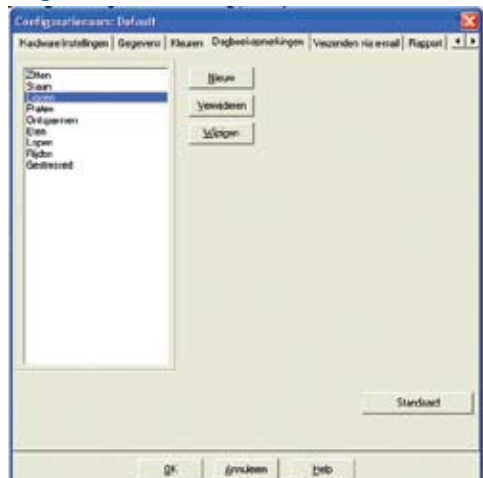 Configuratienaam: Default
Hardware Instellingen Gegevens Kleuren Dagboekopmerkingen Verzenden via email Rapport
Zitten
Staan
Lopen
Praten
Ontspannen
Eten
Lopen
Rijden
Gestressed
Nieuw
Verwijderen
Wijzigen
Standaard
OK Annuleren Help